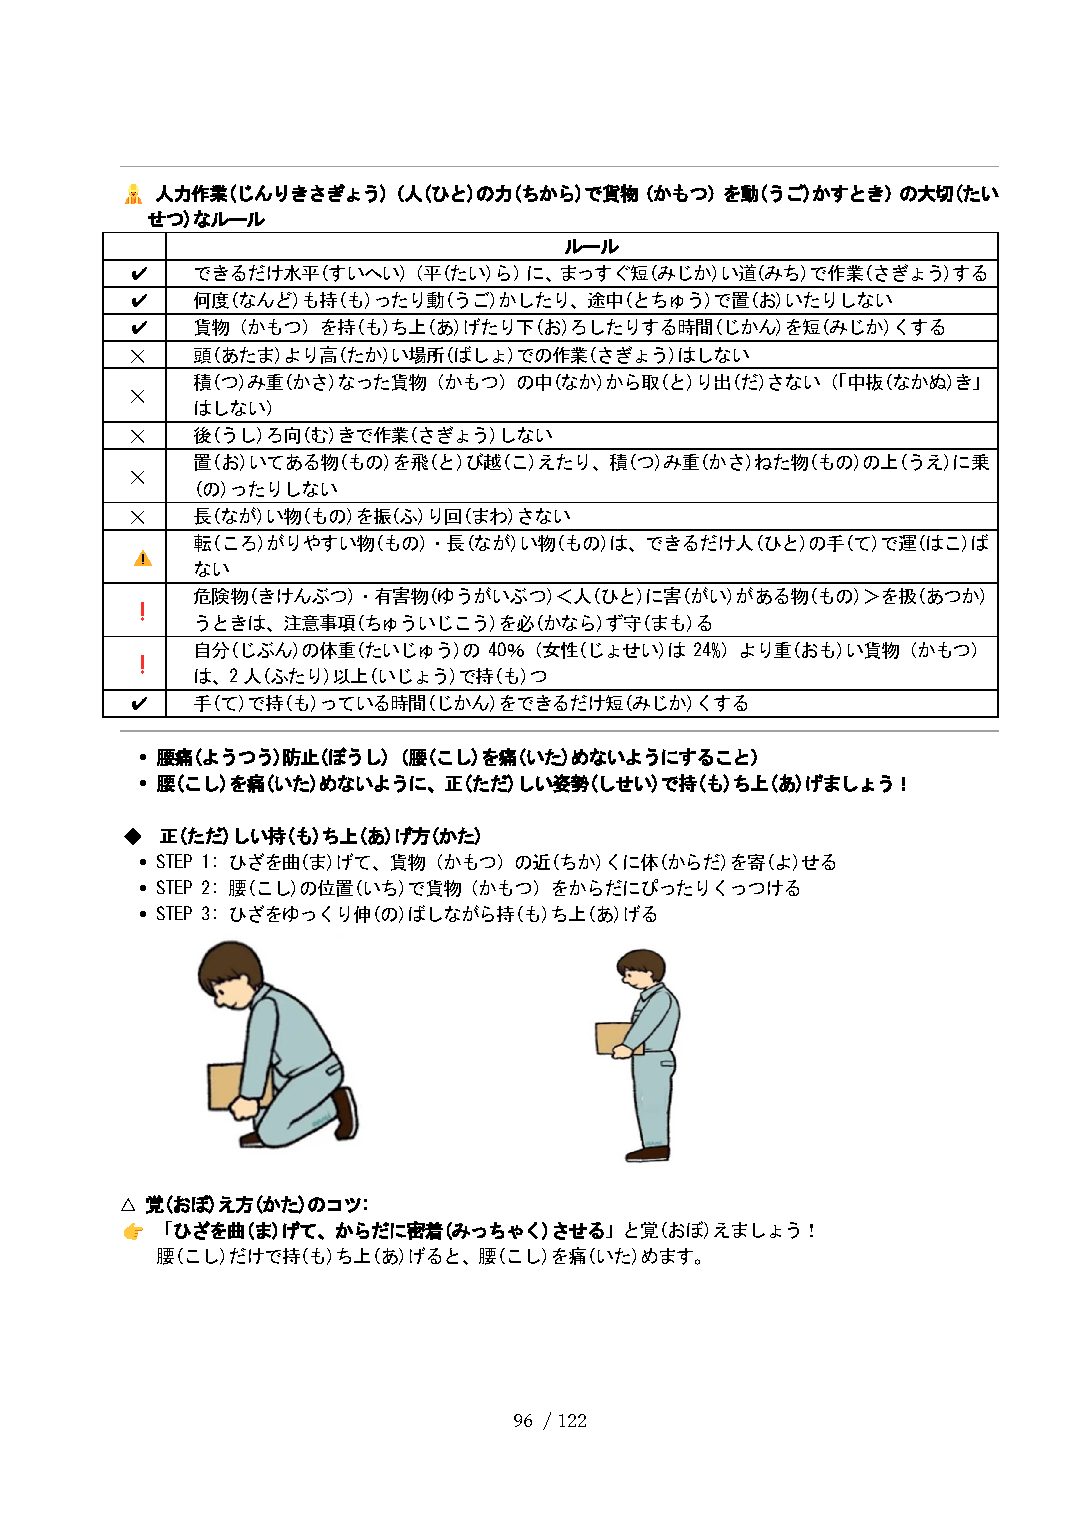 人力作業(じんりきさぎょう)（人(ひと)の力(ちから)で貨物（かもつ）を動(うご)かすとき）の大切(たい
せつ)なルール
ルール
✔ できるだけ水平(すいへい)（平(たい)ら）に、まっすぐ短(みじか)い道(みち)で作業(さぎょう)する
✔ 何度(なんど)も持(も)ったり動(うご)かしたり、途中(とちゅう)で置(お)いたりしない
✔ 貨物（かもつ）を持(も)ち上(あ)げたり下(お)ろしたりする時間(じかん)を短(みじか)くする
× 頭(あたま)より高(たか)い場所(ばしょ)での作業(さぎょう)はしない
× 積(つ)み重(かさ)なった貨物（かもつ）の中(なか)から取(と)り出(だ)さない（「中抜(なかぬ)き」
はしない）
× 後(うし)ろ向(む)きで作業(さぎょう)しない
× 置(お)いてある物(もの)を飛(と)び越(こ)えたり、積(つ)み重(かさ)ねた物(もの)の上(うえ)に乗
(の)ったりしない
× 長(なが)い物(もの)を振(ふ)り回(まわ)さない
⚠ 転(ころ)がりやすい物(もの)・長(なが)い物(もの)は、できるだけ人(ひと)の手(て)で運(はこ)ば
ない
❗ 危険物(きけんぶつ)・有害物(ゆうがいぶつ)＜人(ひと)に害(がい)がある物(もの)＞を扱(あつか)
うときは、注意事項(ちゅういじこう)を必(かなら)ず守(まも)る
❗ 自分(じぶん)の体重(たいじゅう)の 40%（女性(じょせい)は 24%）より重(おも)い貨物（かもつ）
は、2 人(ふたり)以上(いじょう)で持(も)つ
✔ 手(て)で持(も)っている時間(じかん)をできるだけ短(みじか)くする
• 腰痛(ようつう)防止(ぼうし)（腰(こし)を痛(いた)めないようにすること）
• 腰(こし)を痛(いた)めないように、正(ただ)しい姿勢(しせい)で持(も)ち上(あ)げましょう！
◆ 正(ただ)しい持(も)ち上(あ)げ方(かた)
• STEP 1: ひざを曲(ま)げて、貨物（かもつ）の近(ちか)くに体(からだ)を寄(よ)せる
• STEP 2: 腰(こし)の位置(いち)で貨物（かもつ）をからだにぴったりくっつける
• STEP 3: ひざをゆっくり伸(の)ばしながら持(も)ち上(あ)げる
△ 覚(おぼ)え方(かた)のコツ:
👉 「ひざを曲(ま)げて、からだに密着(みっちゃく)させる」と覚(おぼ)えましょう！
腰(こし)だけで持(も)ち上(あ)げると、腰(こし)を痛(いた)めます。
96 / 122